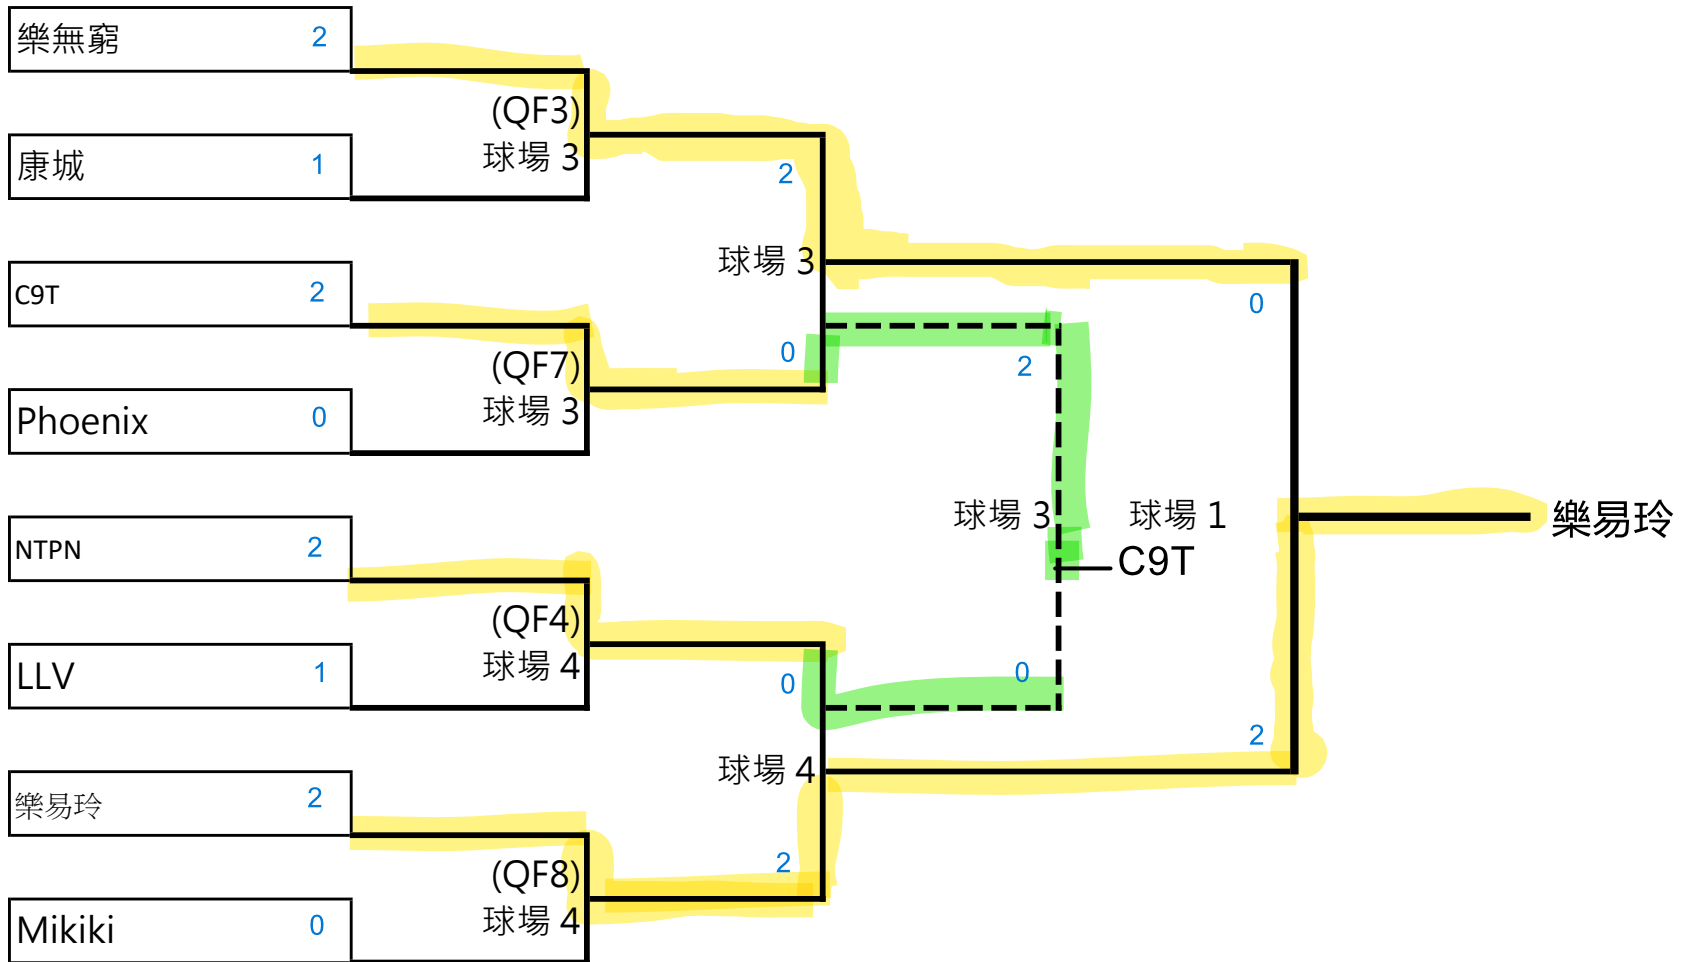 樂無窮 2
(QF3)
康城 1
球場 3
2
球場 3
C9T 2
0
0
(QF7)
2
Phoenix 0
球場 3
NTPN 2
球場 3
球場 1
樂易玲
C9T
(QF4)
LLV 1
球場 4
0
0
2
球場 4
樂易玲 2
2
(QF8)
Mikiki 0
球場 4